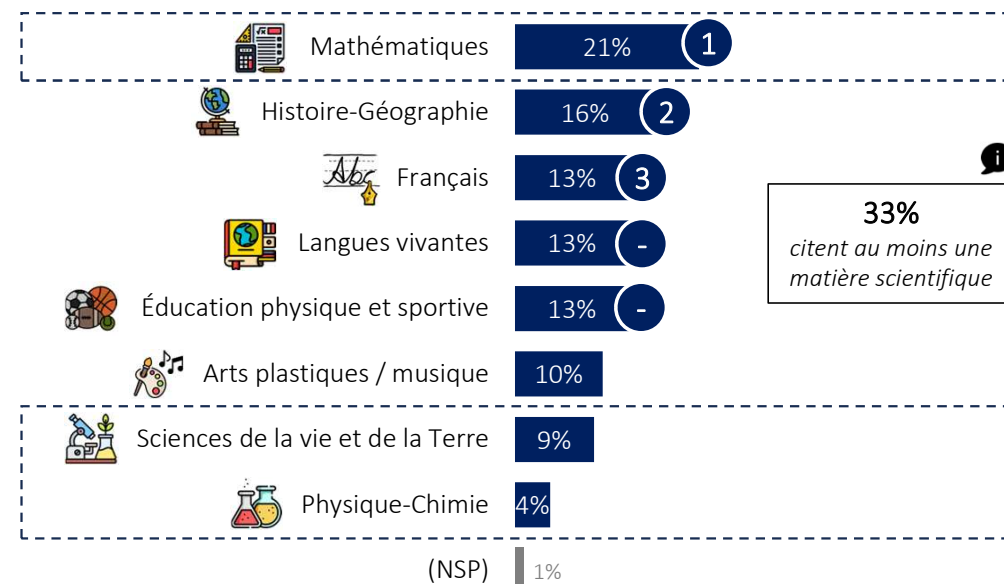 Mathématiques 21% 1
Histoire-Géographie 16% 2
Abc Français 13% 3
Langues vivantes 13% -
Éducation physique et sportive 13% -
Arts plastiques / musique 10%
Sciences de la vie et de la Terre 9%
Physique-Chimie 4%
(NSP) 1%
i
33%
citent au moins une
matière scientifique